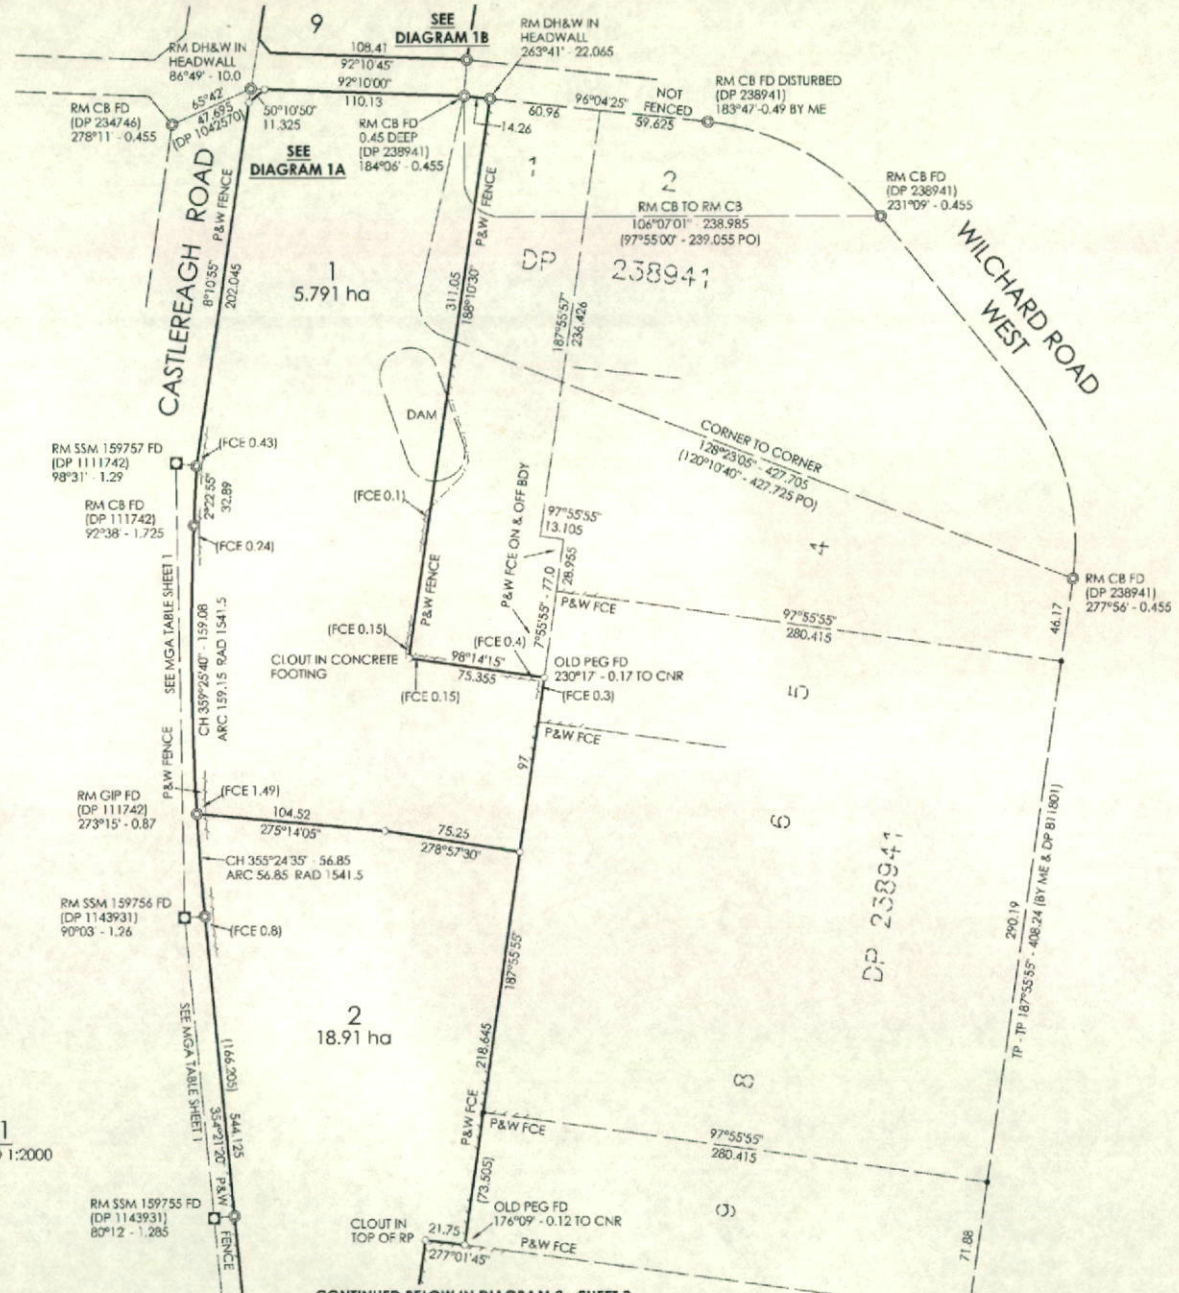 9
SEE
DIAGRAM 1B
RM DH&W IN
HEADWALL
263°41' - 22.065
RM DH&W IN
HEADWALL
86°49' - 10.0
108.41
92°10'45"
92°10'00"
110.13
RM CB FD
(DP 234746)
278°11' - 0.455
65°42'
47.695
(DP 1042570)
50°10'50"
11.325
SEE
DIAGRAM 1A
RM CB FD
0.45 DEEP
(DP 238941)
184°06' - 0.455
14.26
60.96
96°04'25"
NOT
FENCED
59.625
RM CB FD DISTURBED
(DP 238941)
183°47'-0.49 BY ME
RM CB FD
(DP 238941)
231°09' - 0.455
CASTLEREAGH ROAD
P&W FENCE
8°10'55"
202.045
1
5.791 ha
P&W FENCE
311.05
188°10'30"
1
2
RM CB TO RM CB
106°07'01" - 238.985
(97°55'00" - 239.055 PO)
DP 238941
187°55'57"
236.426
WILCHARD ROAD
WEST
DAM
CORNER TO CORNER
128°23'05" - 427.705
(120°10'40" - 427.725 PO)
RM SSM 159757 FD
(DP 1111742)
98°31' - 1.29
(FCE 0.43)
2°22'55"
32.89
RM CB FD
(DP 111742)
92°38' - 1.725
(FCE 0.24)
(FCE 0.1)
P&W FCE ON & OFF BDY
97°55'55"
13.105
28.955
4
7°55'55" - 77.0
P&W FCE
RM CB FD
(DP 238941)
277°56' - 0.455
46.17
97°55'55"
280.415
SEE MGA TABLE SHEET 1
CH 359°25'40" - 159.08
ARC 159.15 RAD 1541.5
P&W FENCE
(FCE 0.15)
CLOUT IN CONCRETE
FOOTING
98°14'15"
75.355
(FCE 0.4)
(FCE 0.15)
OLD PEG FD
230°17' - 0.17 TO CNR
(FCE 0.3)
5
P&W FENCE
P&W FCE
97
RM GIP FD
(DP 111742)
273°15' - 0.87
(FCE 1.49)
104.52
275°14'05"
75.25
278°57'30"
CH 355°24'35" - 56.85
ARC 56.85 RAD 1541.5
6
DP 238941
RM SSM 159756 FD
(DP 1143931)
90°03' - 1.26
(FCE 0.8)
290.19
TP - TP 187°55'55" - 408.24 (BY ME & DP 811801)
187°55'55"
2
18.91 ha
SEE MGA TABLE SHEET 1
(166.205)
354°21'20"
544.125
P&W FENCE
218.645
8
P&W FCE
P&W FCE
97°55'55"
280.415
1
1:2000
(73.505)
RM SSM 159755 FD
(DP 1143931)
80°12' - 1.285
CLOUT IN
TOP OF RP
21.75
277°01'45"
OLD PEG FD
176°09' - 0.12 TO CNR
P&W FCE
9
71.88